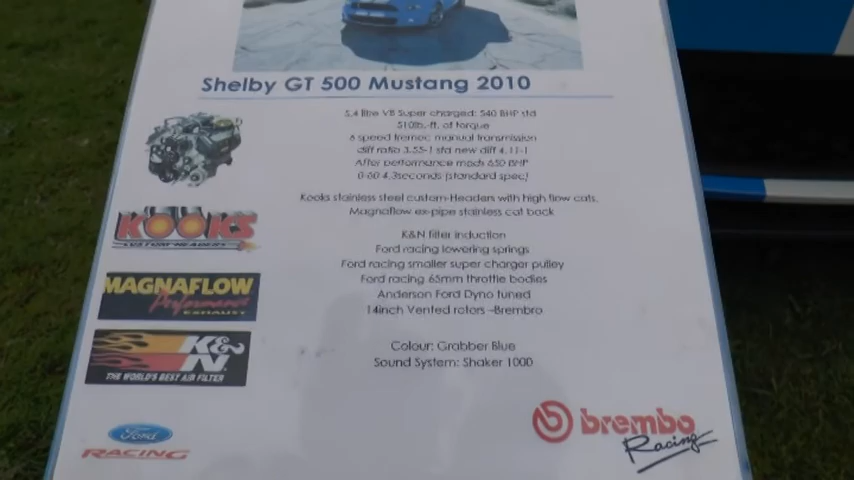 Shelby GT 500 Mustang 2010
5.4 litre V8 Super charged: 540 BHP std
510lb.-ft. of torque
6 speed tremec manual transmission
diff ratio 3.55-1 std new diff 4.11-1
After performance mods 650 BHP
0-60 4.3seconds (standard spec)
Kooks stainless steel custom-Headers with high flow cats.
Magnaflow ex-pipe stainless cat back
K&N filter induction
Ford racing lowering springs
Ford racing smaller super charger pulley
Ford racing 65mm throttle bodies
Anderson Ford Dyno tuned
14inch Vented rotors -Brembro
Colour: Grabber Blue
Sound System: Shaker 1000
KOOKS
CUSTOM HEADERS
MAGNAFLOW
Performance
EXHAUST
K&N
THE WORLD'S BEST AIR FILTER
Ford
RACING
brembo
Racing